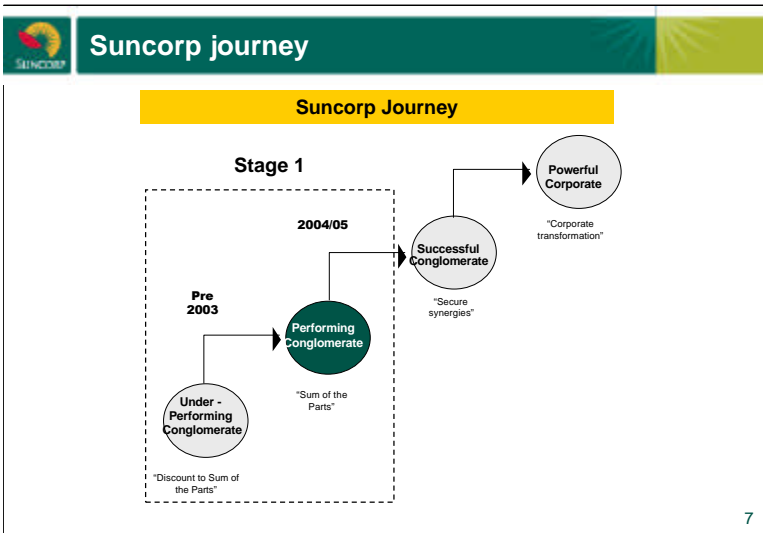 SUNCORP
Suncorp journey
Suncorp Journey
Stage 1
Powerful
Corporate
“Corporate
transformation”
2004/05
Successful
Conglomerate
“Secure
synergies”
Pre
2003
Performing
Conglomerate
“Sum of the
Parts”
Under -
Performing
Conglomerate
“Discount to Sum of
the Parts”
7